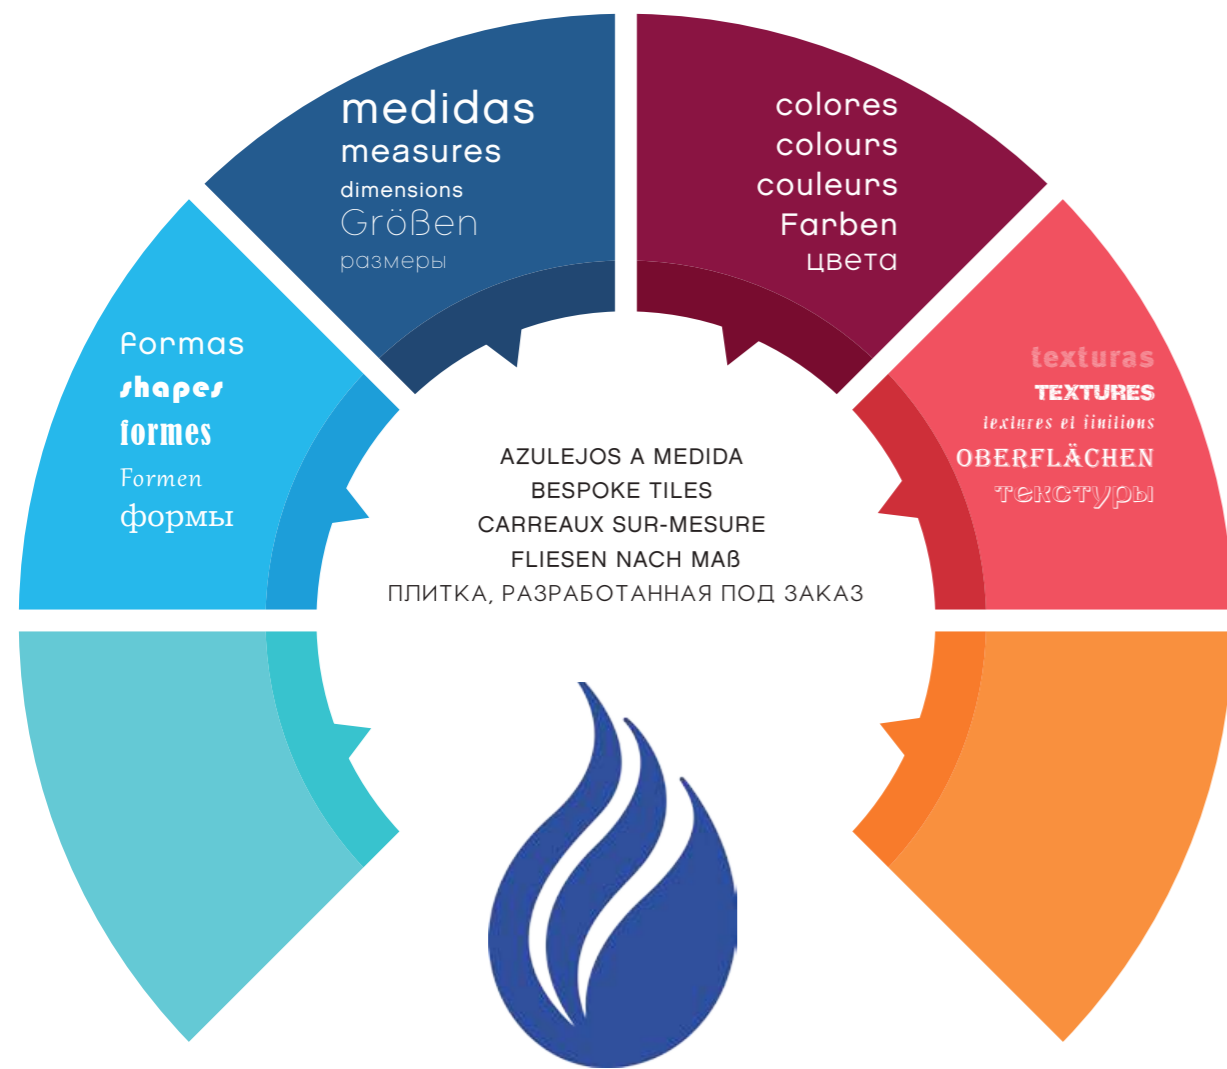 medidas
measures
dimensions
Größen
размеры
colores
colours
couleurs
Farben
цвета
formas
shapes
formes
Formen
формы
texturas
TEXTURES
textures et finitions
OBERFLÄCHEN
текстуры
AZULEJOS A MEDIDA
BESPOKE TILES
CARREAUX SUR-MESURE
FLIESEN NACH MAß
ПЛИТКА, РАЗРАБОТАННАЯ ПОД ЗАКАЗ